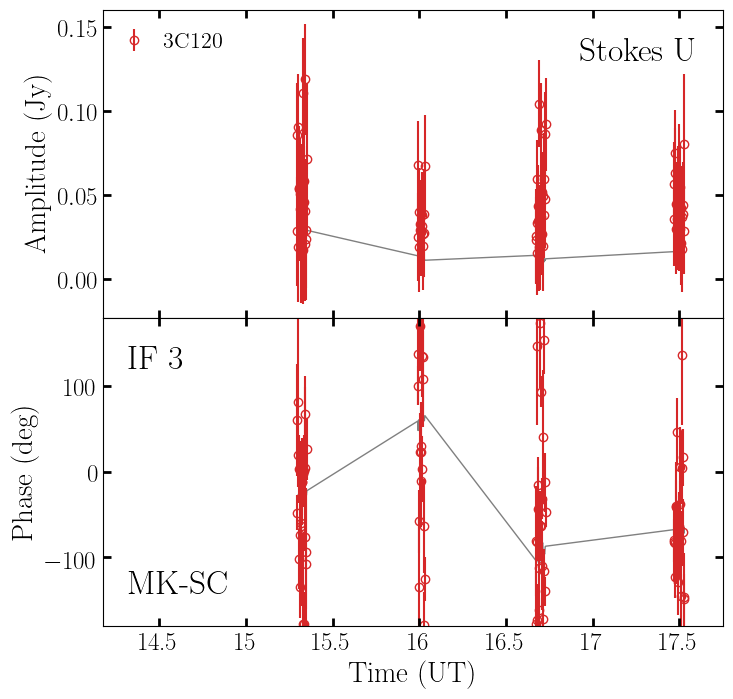 0.15
3C120
Stokes U
0.10
0.05
0.00
Amplitude (Jy)
IF 3
100
0
−100
Phase (deg)
MK-SC
14.5 15 15.5 16 16.5 17 17.5
Time (UT)